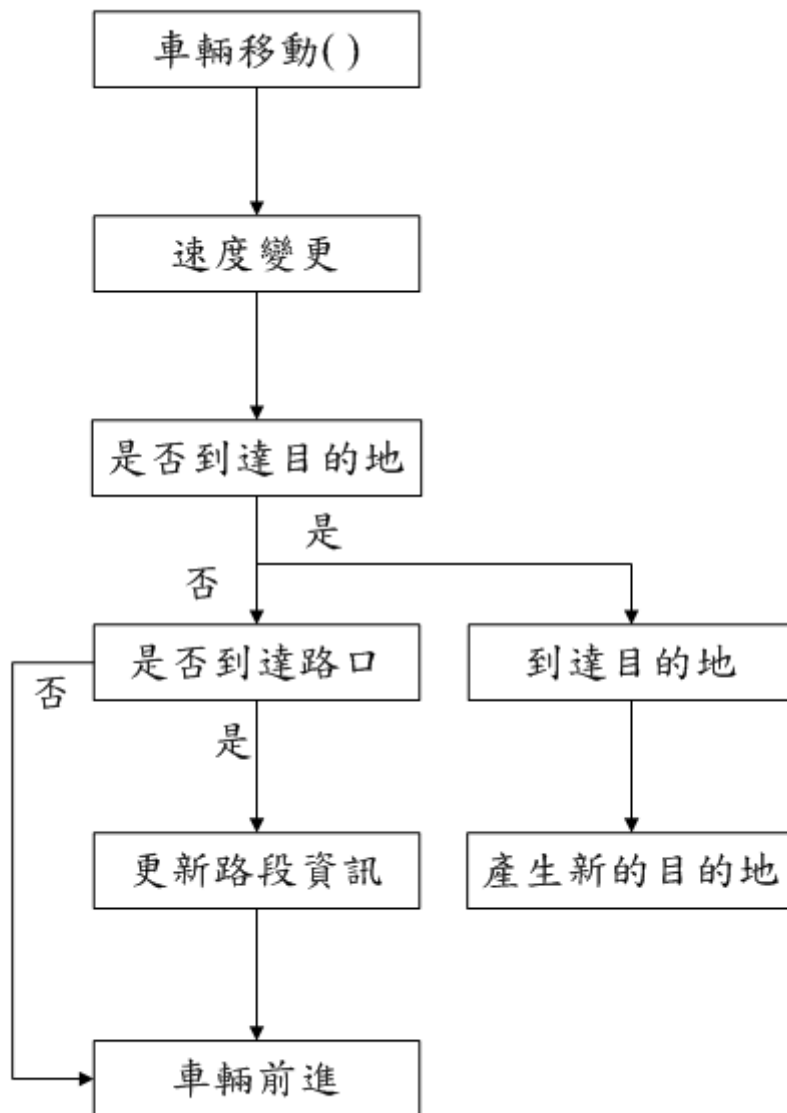 車輛移動( )
速度變更
是否到達目的地
是
否
是否到達路口
到達目的地
否
是
更新路段資訊
產生新的目的地
車輛前進